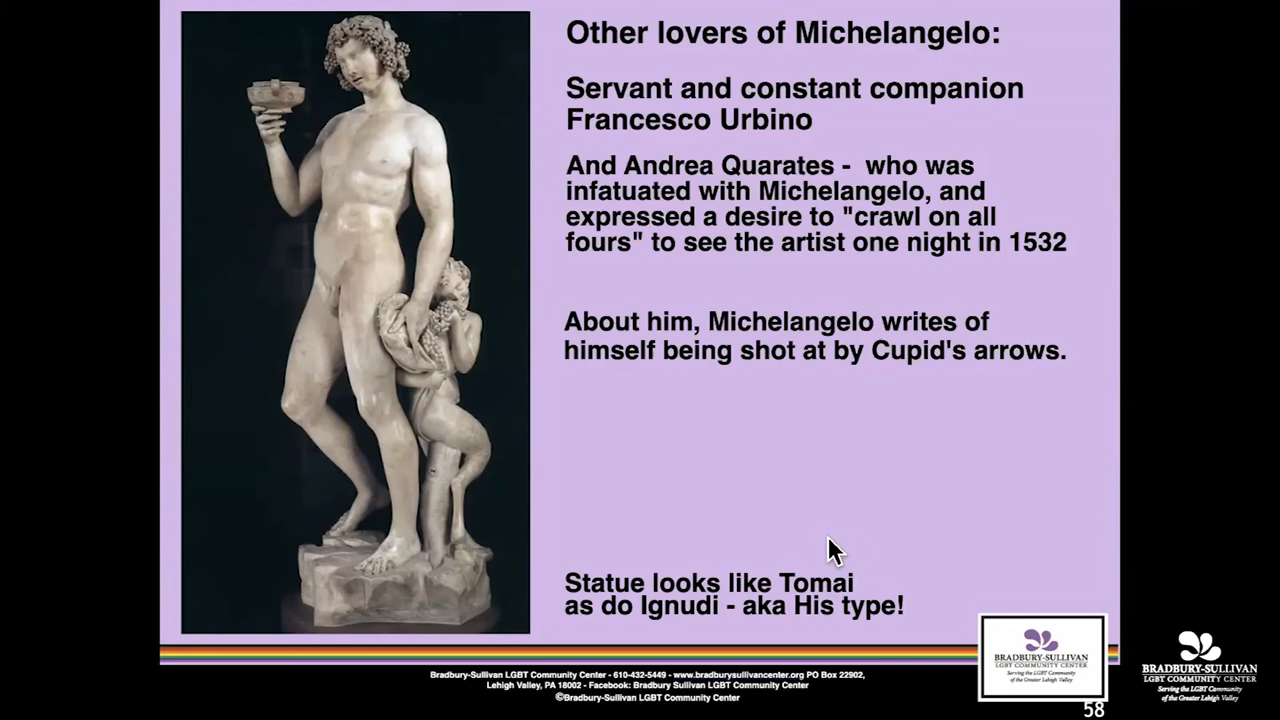 Other lovers of Michelangelo:
Servant and constant companion
Francesco Urbino
And Andrea Quarates -  who was
infatuated with Michelangelo, and
expressed a desire to "crawl on all
fours" to see the artist one night in 1532
About him, Michelangelo writes of
himself being shot at by Cupid's arrows.
Statue looks like Tomai
as do Ignudi - aka His type!
BRADBURY-SULLIVAN
LGBT COMMUNITY CENTER
Serving the LGBT Community
of the Greater Lehigh Valley
BRADBURY-SULLIVAN
LGBT COMMUNITY CENTER
Serving the LGBT Community
of the Greater Lehigh Valley
Bradbury-Sullivan LGBT Community Center - 610-432-5449 - www.bradburysullivancenter.org PO Box 22902,
Lehigh Valley, PA 18002 - Facebook: Bradbury Sullivan LGBT Community Center
©Bradbury-Sullivan LGBT Community Center
58